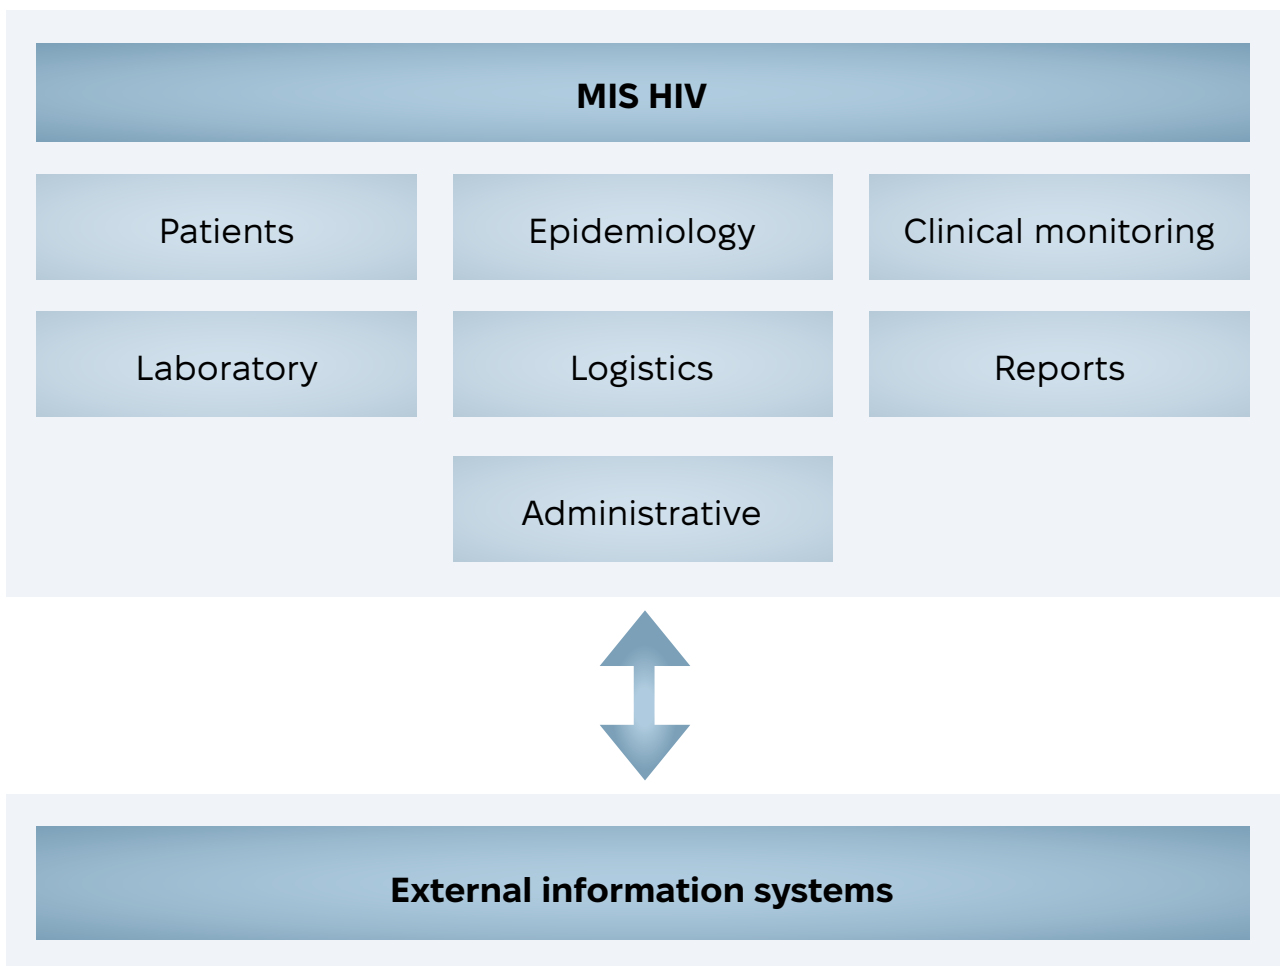 MIS HIV
Patients
Epidemiology
Clinical monitoring
Laboratory
Logistics
Reports
Administrative
External information systems